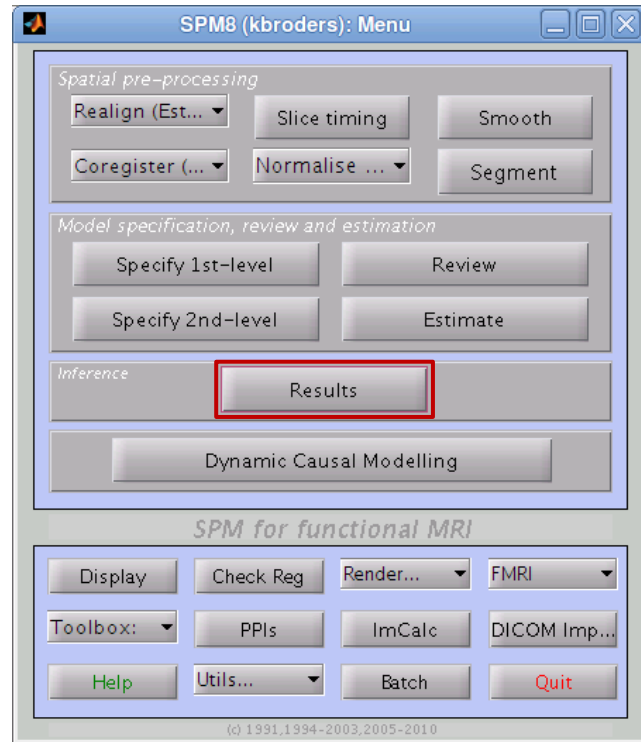 SPM8 (kbroders): Menu
Spatial pre-processing
Realign (Est... Slice timing Smooth
Coregister (... Normalise ... Segment
Model specification, review and estimation
Specify 1st-level Review
Specify 2nd-level Estimate
Inference
Results
Dynamic Causal Modelling
SPM for functional MRI
Display Check Reg Render... FMRI
Toolbox: PPIs ImCalc DICOM Imp...
Help Utils... Batch Quit
(c) 1991,1994-2003,2005-2010